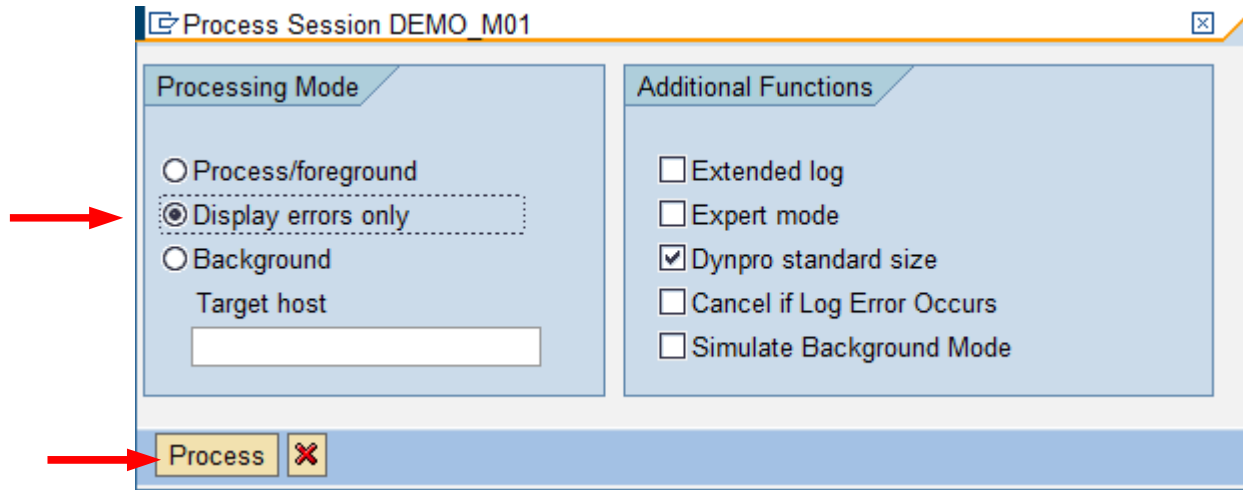 Process Session DEMO_M01
Processing Mode
Process/foreground
Display errors only
Background
Target host
Additional Functions
Extended log
Expert mode
Dynpro standard size
Cancel if Log Error Occurs
Simulate Background Mode
Process